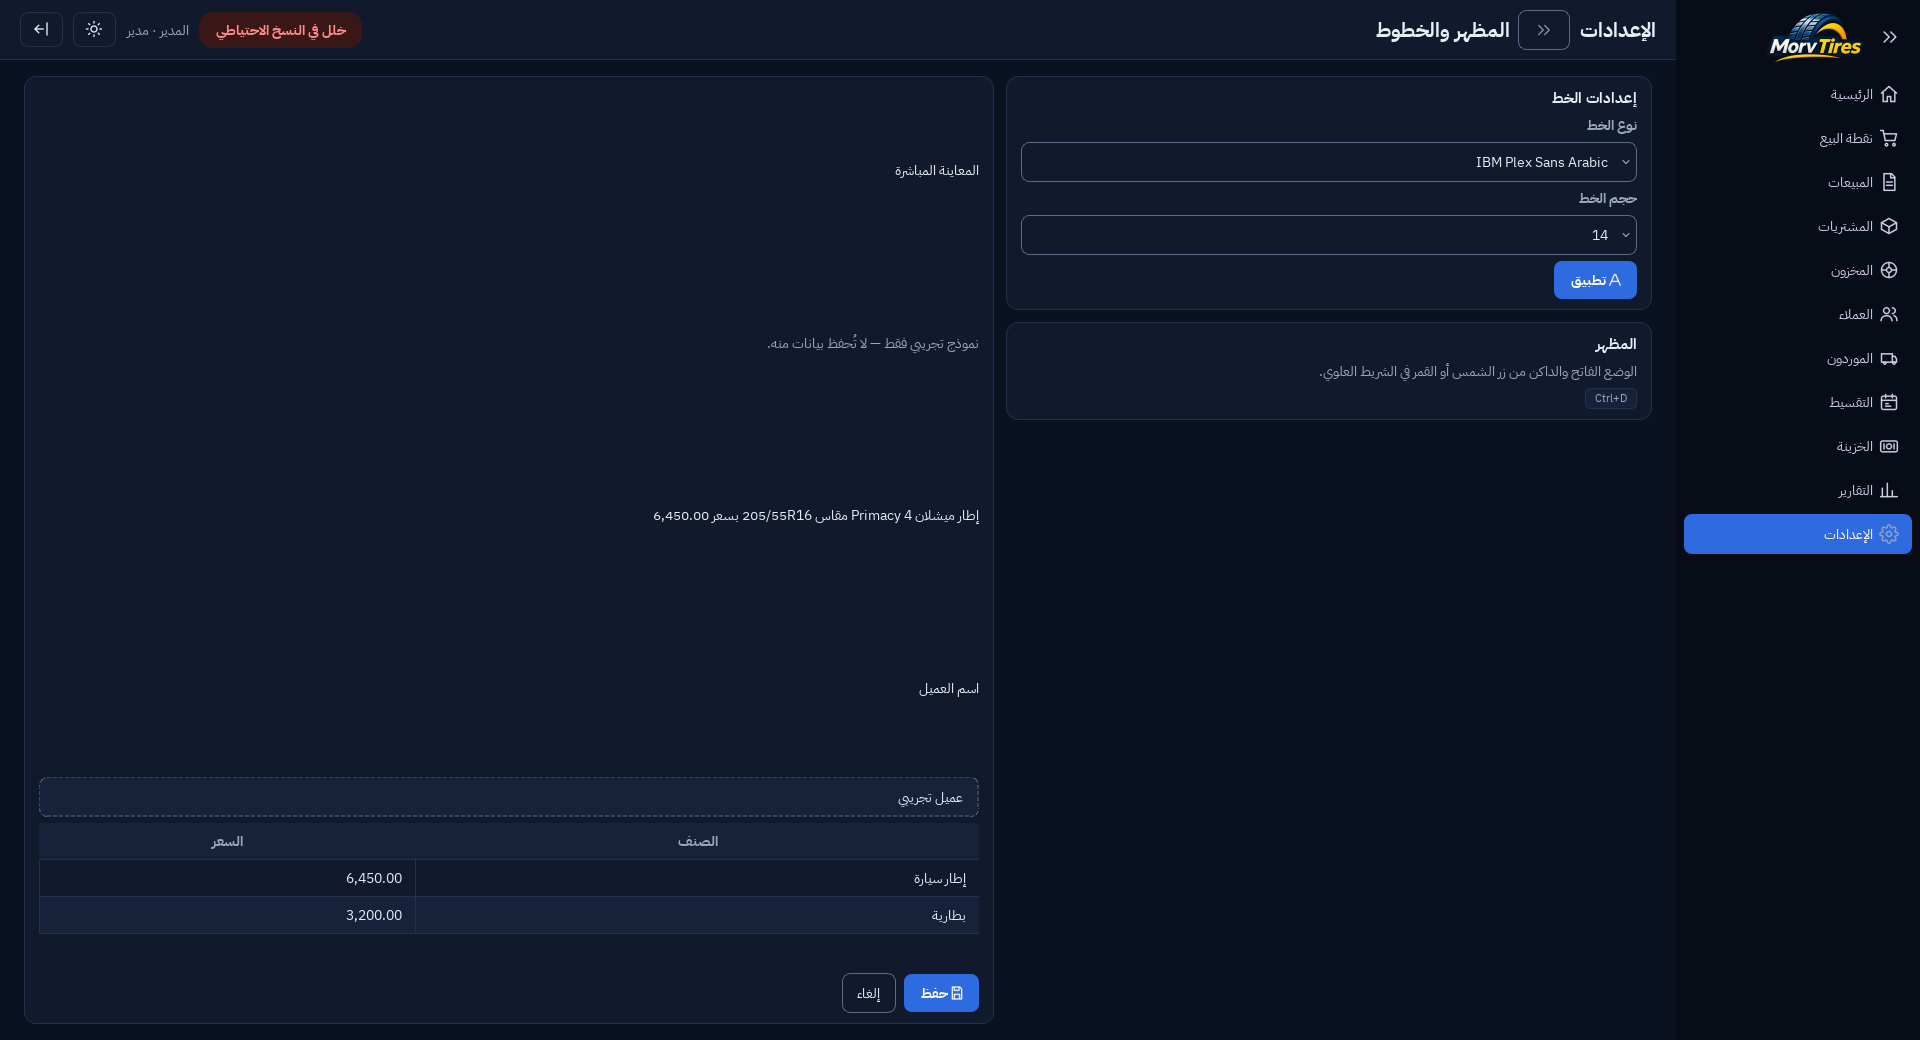 Morv Tires
الرئيسية
نقطة البيع
المبيعات
المشتريات
المخزون
العملاء
الموردون
التقسيط
الخزينة
التقارير
الإعدادات
الإعدادات
المظهر والخطوط
خلل في النسخ الاحتياطي
المدير · مدير
إعدادات الخط
نوع الخط
IBM Plex Sans Arabic
حجم الخط
14
A تطبيق
المظهر
الوضع الفاتح والداكن من زر الشمس أو القمر في الشريط العلوي.
Ctrl+D
المعاينة المباشرة
نموذج تجريبي فقط — لا تُحفظ بيانات منه.
إطار ميشلان Primacy 4 مقاس 205/55R16 بسعر 6,450.00
اسم العميل
عميل تجريبي
الصنف السعر
إطار سيارة 6,450.00
بطارية 3,200.00
حفظ
إلغاء